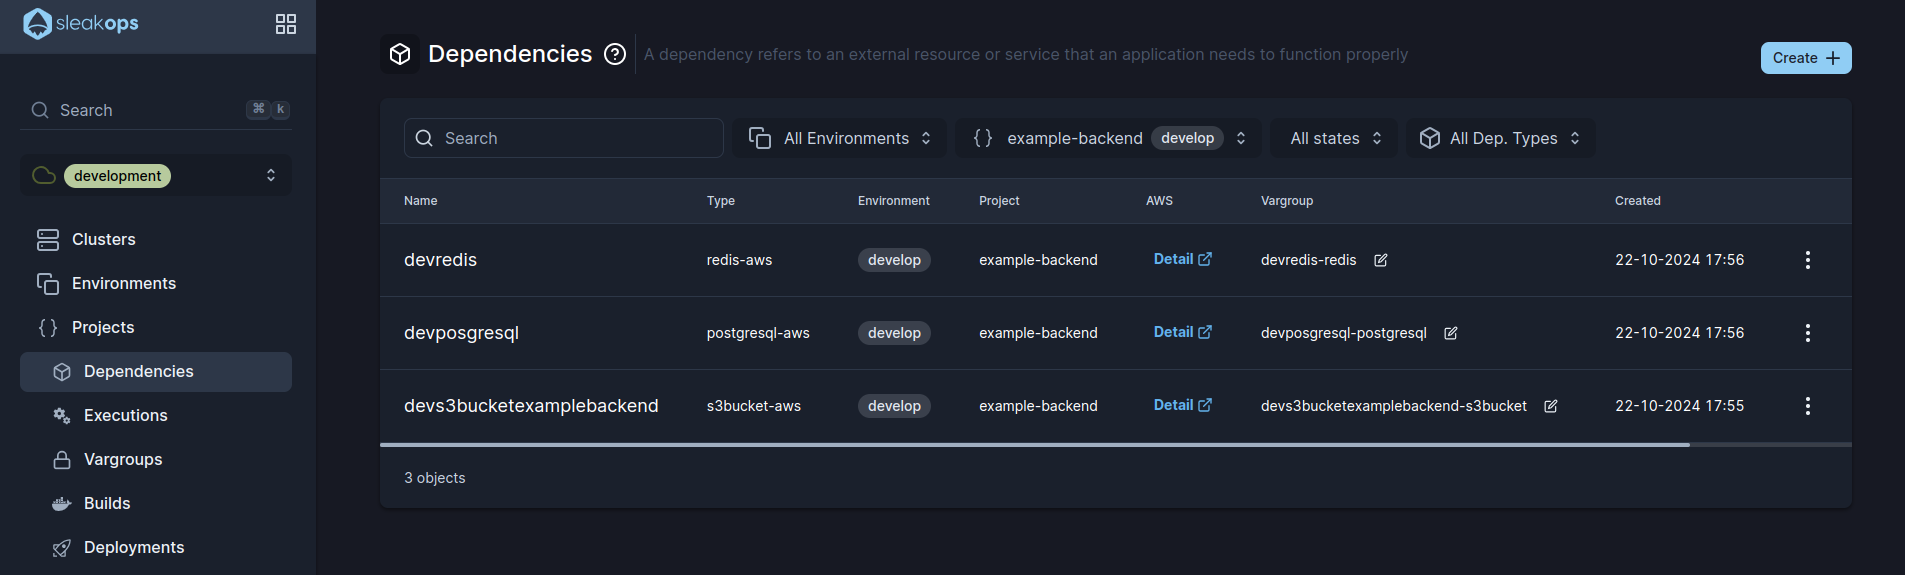 sleakops
Search ⌘ k
development
Clusters
Environments
Projects
Dependencies
Executions
Vargroups
Builds
Deployments
Dependencies ? A dependency refers to an external resource or service that an application needs to function properly
Create +
Search All Environments {} example-backend develop All states All Dep. Types
Name Type Environment Project AWS Vargroup Created
devredis redis-aws develop example-backend Detail devredis-redis 22-10-2024 17:56
devposgresql postgresql-aws develop example-backend Detail devposgresql-postgresql 22-10-2024 17:56
devs3bucketexamplebackend s3bucket-aws develop example-backend Detail devs3bucketexamplebackend-s3bucket 22-10-2024 17:55
3 objects